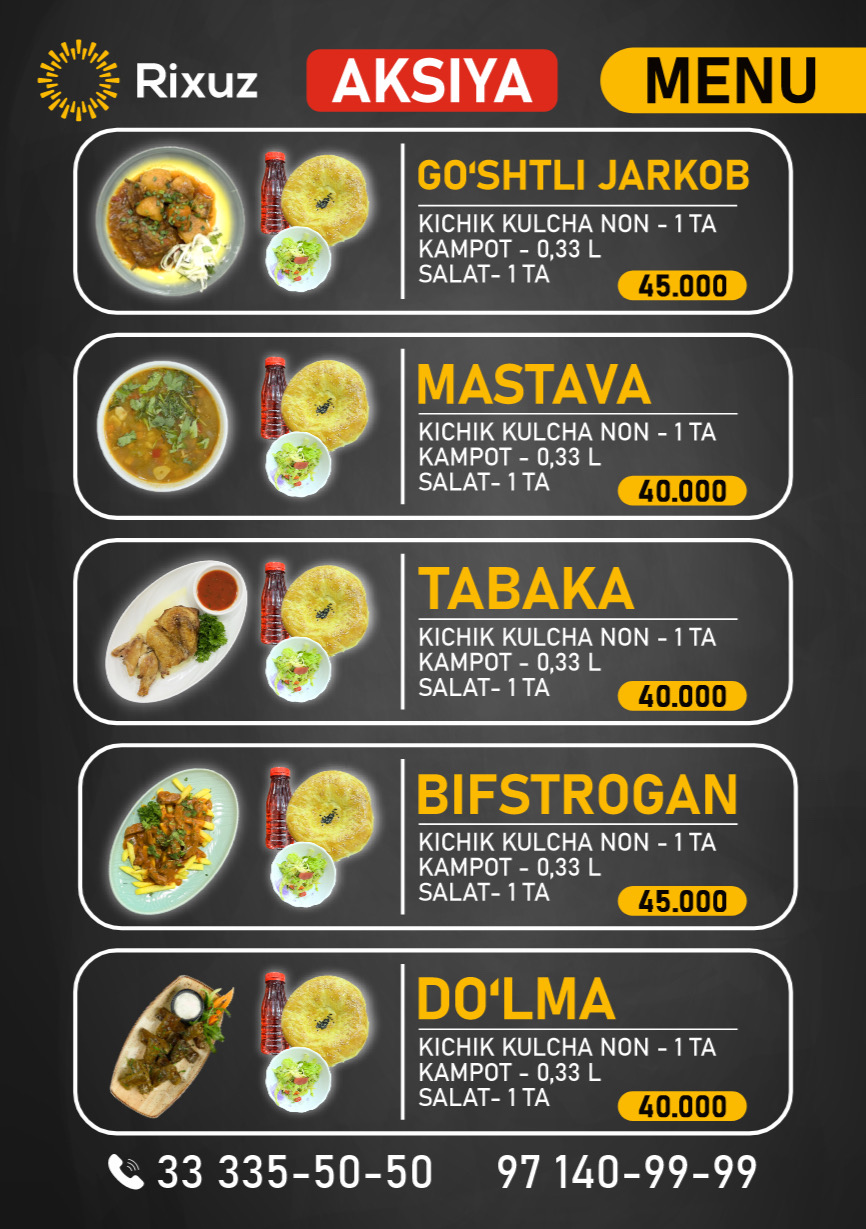 Rixuz
AKSIYA
MENU
GO‘SHTLI JARKOB
KICHIK KULCHA NON - 1 TA
KAMPOT - 0,33 L
SALAT- 1 TA
45.000
MASTAVA
KICHIK KULCHA NON - 1 TA
KAMPOT - 0,33 L
SALAT- 1 TA
40.000
TABAKA
KICHIK KULCHA NON - 1 TA
KAMPOT - 0,33 L
SALAT- 1 TA
40.000
BIFSTROGAN
KICHIK KULCHA NON - 1 TA
KAMPOT - 0,33 L
SALAT- 1 TA
45.000
DO‘LMA
KICHIK KULCHA NON - 1 TA
KAMPOT - 0,33 L
SALAT- 1 TA
40.000
33 335-50-50 97 140-99-99